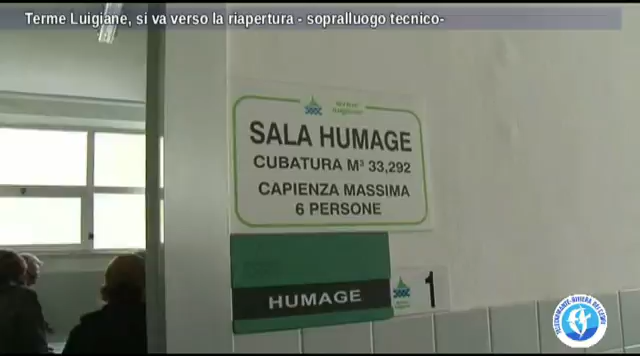 Terme Luigiane, si va verso la riapertura - sopralluogo tecnico-
SALA HUMAGE
CUBATURA M³ 33,292
CAPIENZA MASSIMA
6 PERSONE
HUMAGE
1